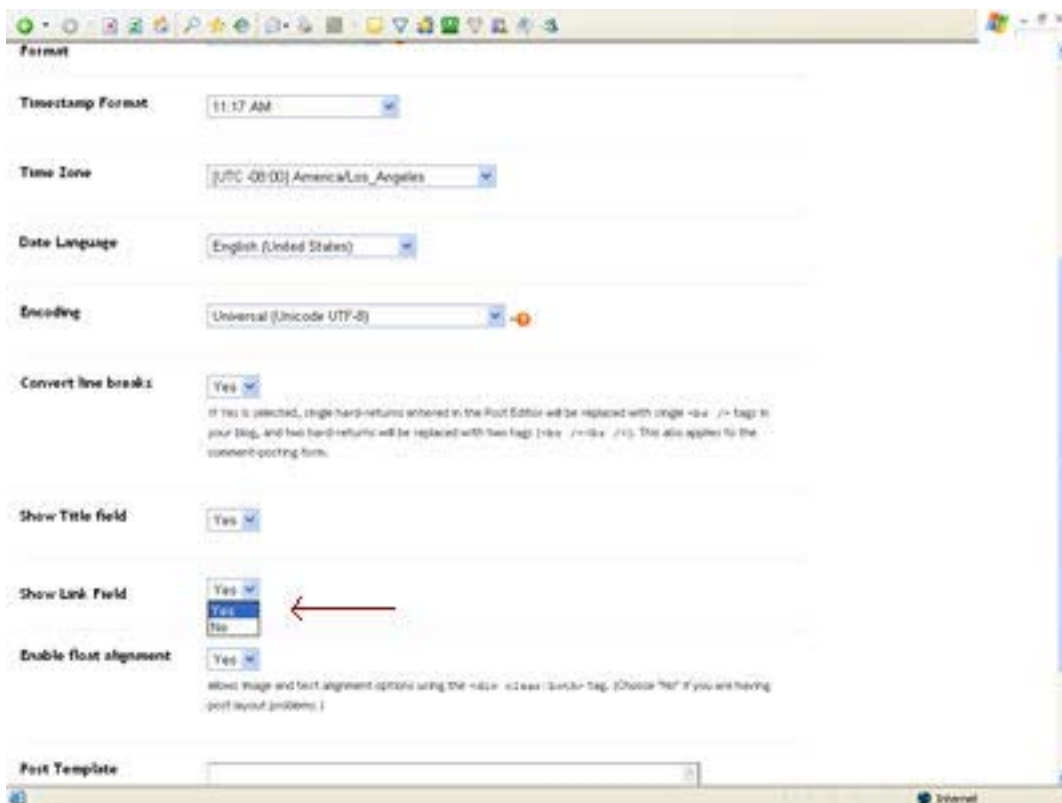 Format
Timestamp Format
11:17 AM
Time Zone
[UTC -08:00] America/Los_Angeles
Date Language
English (United States)
Encoding
Universal (Unicode UTF-8)
Convert line breaks
Yes
If Yes is selected, single hard-returns entered in the Post Editor will be replaced with single <br /> tags in
your blog, and two hard-returns will be replaced with two tags (<br /><br />). This also applies to the
comment-posting form.
Show Title field
Yes
Show Link Field
Yes
Yes
No
Enable float alignment
Yes
Allows image and text alignment options using the <div clear:both> tag. (Choose "No" if you are having
post layout problems.)
Post Template
Internet